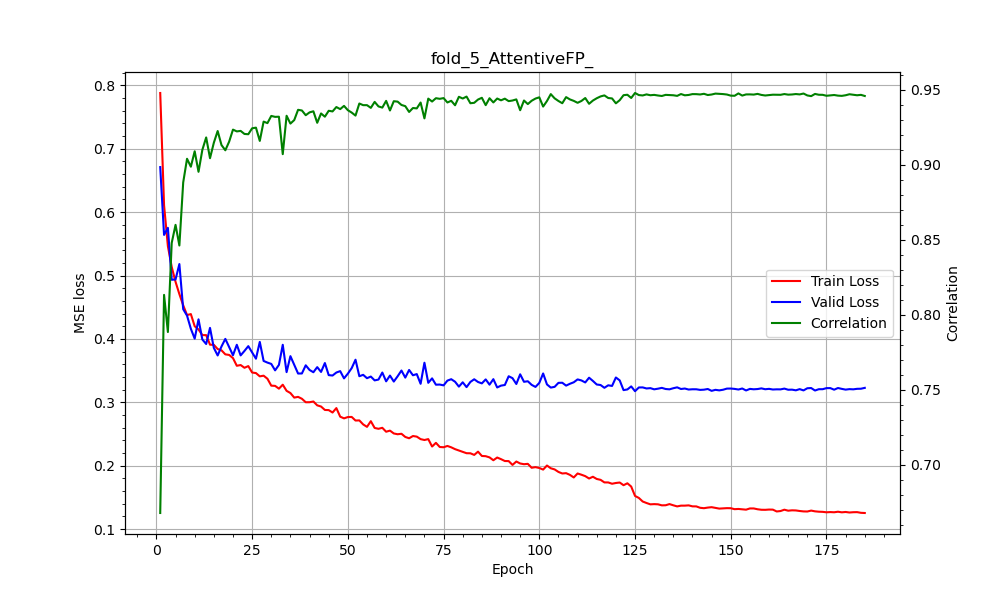 fold_5_AttentiveFP_
0.8
0.7
0.6
0.5
0.4
0.3
0.2
0.1
MSE loss
0.95
0.90
0.85
0.80
0.75
0.70
Correlation
Train Loss
Valid Loss
Correlation
0 25 50 75 100 125 150 175
Epoch